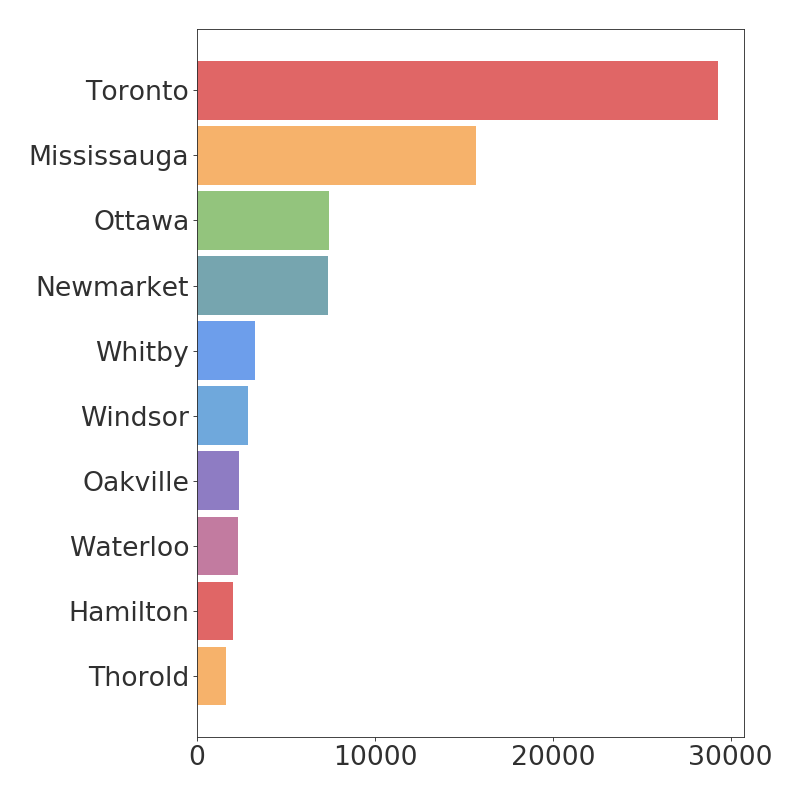 Toronto
Mississauga
Ottawa
Newmarket
Whitby
Windsor
Oakville
Waterloo
Hamilton
Thorold
0 10000 20000 30000